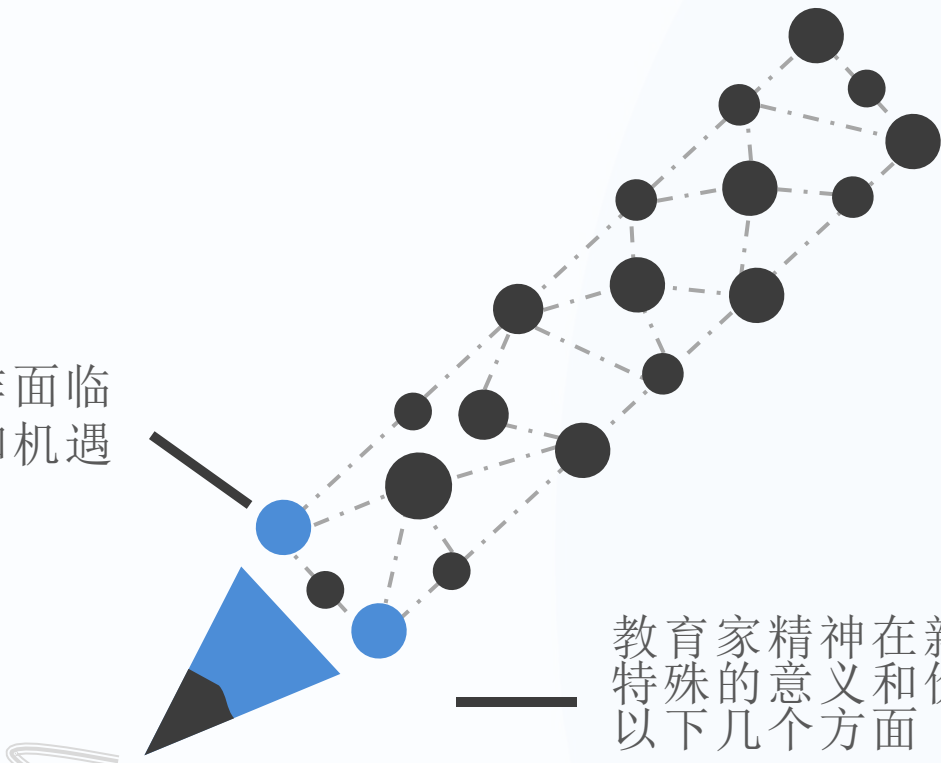 面临
机遇
教育家精神在新
特殊的意义和
以下几个方面